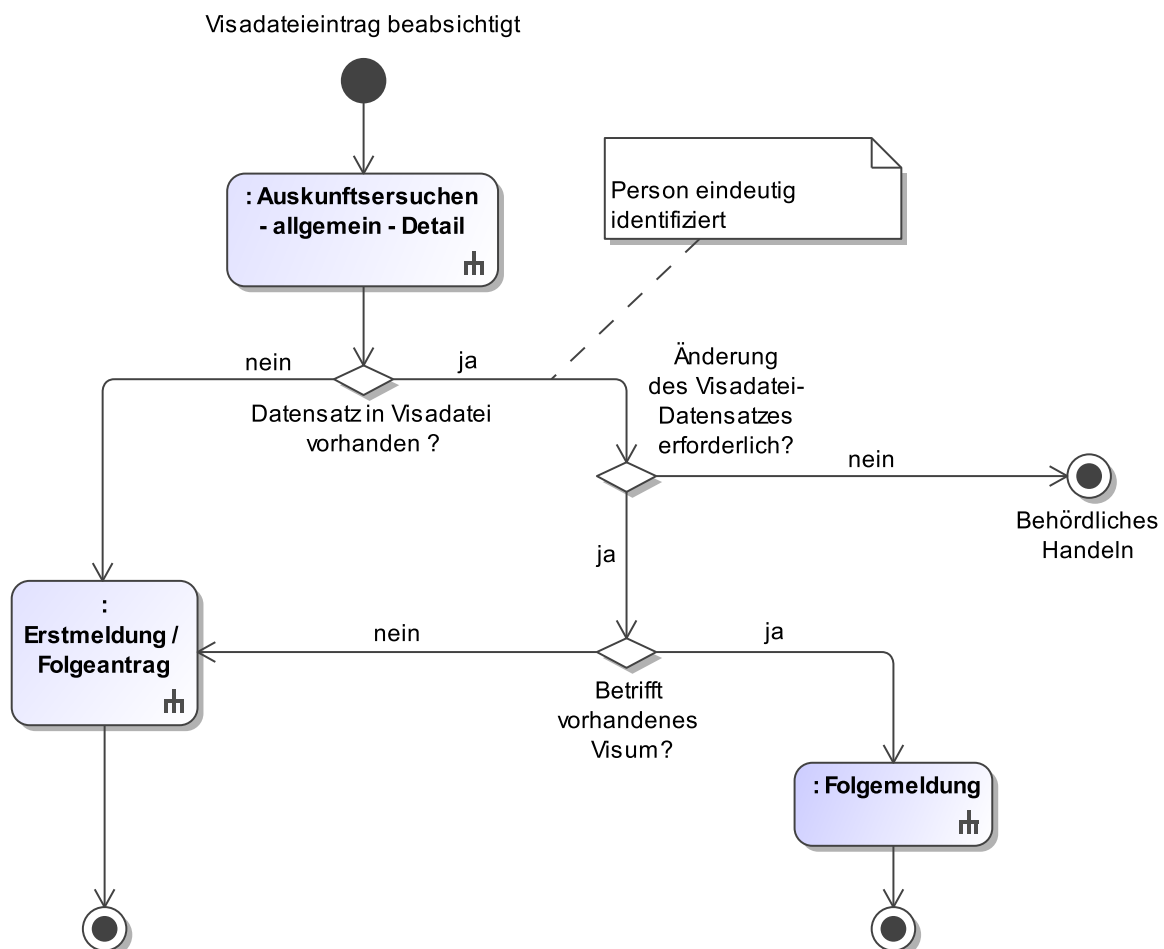 Visadateieintrag beabsichtigt
: Auskunftsersuchen
- allgemein - Detail
Person eindeutig
identifiziert
nein
ja
Datensatz in Visadatei
vorhanden ?
Änderung
des Visadatei-
Datensatzes
erforderlich?
nein
Behördliches
Handeln
ja
:
Erstmeldung /
Folgeantrag
nein
ja
Betrifft
vorhandenes
Visum?
: Folgemeldung